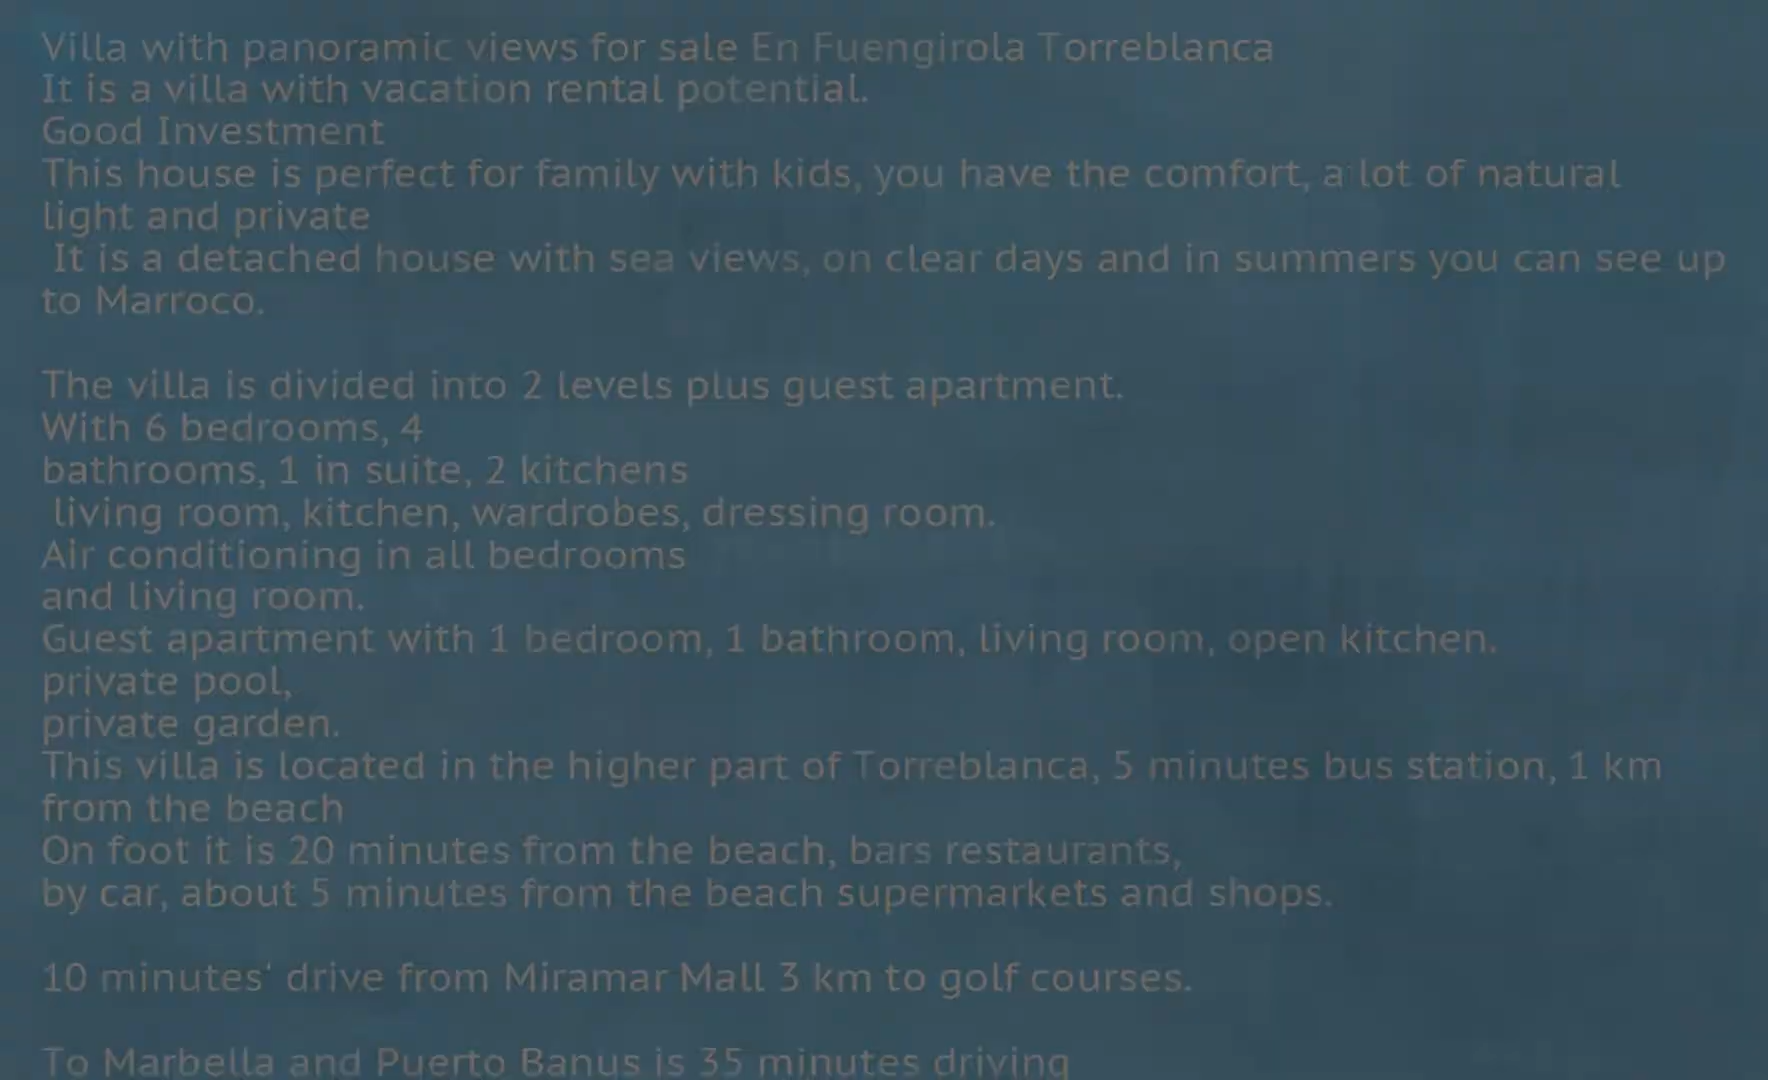 Villa with panoramic views for sale En Fuengirola Torreblanca
It is a villa with vacation rental potential.
Good Investment
This house is perfect for family with kids, you have the comfort, a lot of natural
light and private
It is a detached house with sea views, on clear days and in summers you can see up
to Marroco.
The villa is divided into 2 levels plus guest apartment.
With 6 bedrooms, 4
bathrooms, 1 in suite, 2 kitchens
living room, kitchen, wardrobes, dressing room.
Air conditioning in all bedrooms
and living room.
Guest apartment with 1 bedroom, 1 bathroom, living room, open kitchen.
private pool,
private garden.
This villa is located in the higher part of Torreblanca, 5 minutes bus station, 1 km
from the beach
On foot it is 20 minutes from the beach, bars restaurants,
by car, about 5 minutes from the beach supermarkets and shops.
10 minutes' drive from Miramar Mall 3 km to golf courses.
To Marbella and Puerto Banus is 35 minutes driving